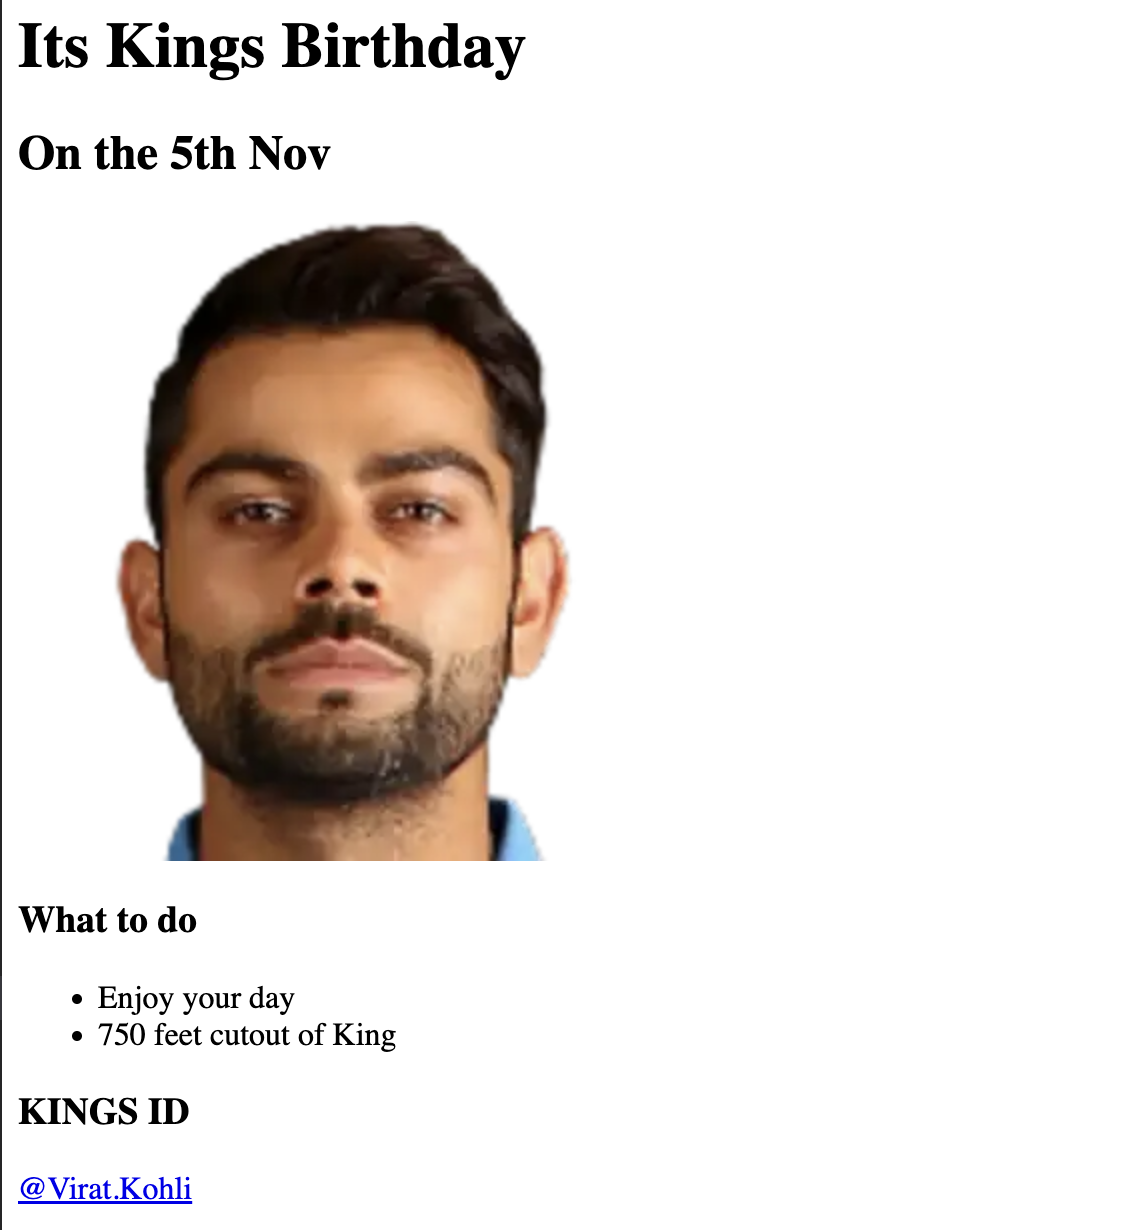 Its Kings Birthday
On the 5th Nov
What to do
• Enjoy your day
• 750 feet cutout of King
KINGS ID
@Virat.Kohli